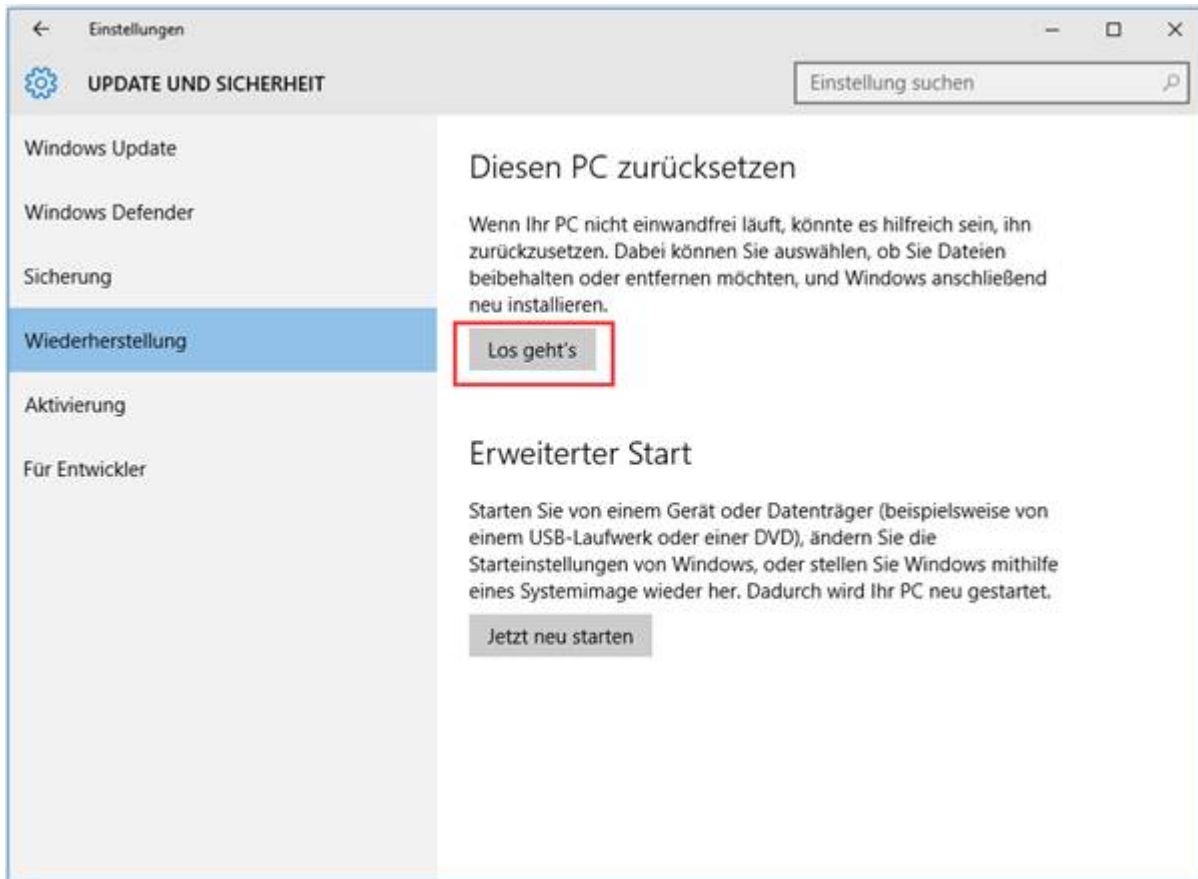 Einstellungen
UPDATE UND SICHERHEIT
Einstellung suchen
Windows Update
Windows Defender
Sicherung
Wiederherstellung
Aktivierung
Für Entwickler
Diesen PC zurücksetzen
Wenn Ihr PC nicht einwandfrei läuft, könnte es hilfreich sein, ihn
zurückzusetzen. Dabei können Sie auswählen, ob Sie Dateien
beibehalten oder entfernen möchten, und Windows anschließend
neu installieren.
Los geht's
Erweiterter Start
Starten Sie von einem Gerät oder Datenträger (beispielsweise von
einem USB-Laufwerk oder einer DVD), ändern Sie die
Starteinstellungen von Windows, oder stellen Sie Windows mithilfe
eines Systemimage wieder her. Dadurch wird Ihr PC neu gestartet.
Jetzt neu starten